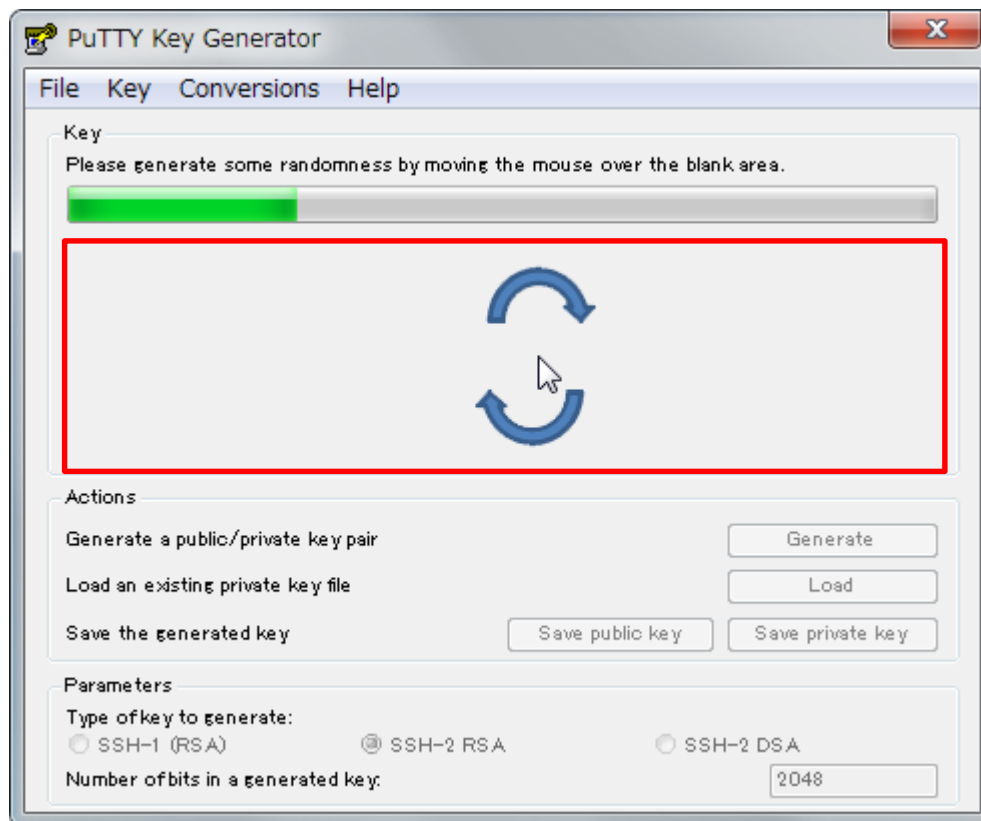 PuTTY Key Generator
File Key Conversions Help
Key
Please generate some randomness by moving the mouse over the blank area.
Actions
Generate a public/private key pair
Generate
Load an existing private key file
Load
Save the generated key
Save public key
Save private key
Parameters
Type of key to generate:
SSH-1 (RSA) SSH-2 RSA SSH-2 DSA
Number of bits in a generated key:
2048